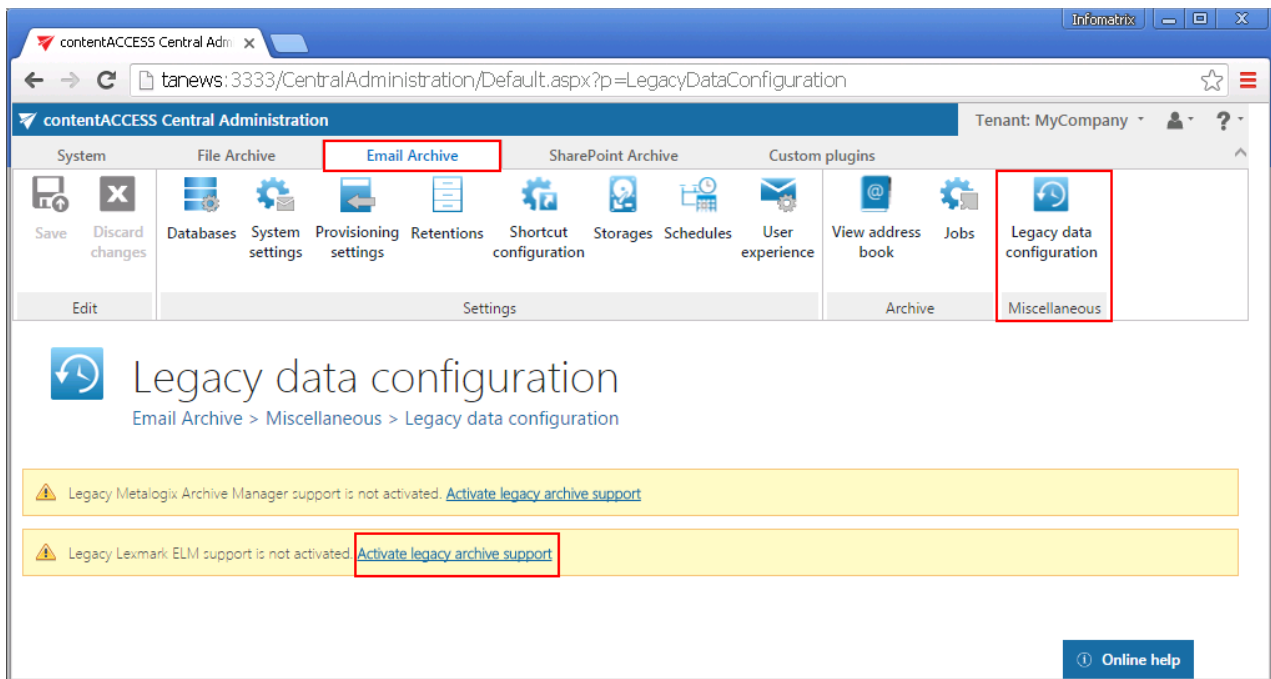 Infomatrix
contentACCESS Central Adm
tanews:3333/CentralAdministration/Default.aspx?p=LegacyDataConfiguration
contentACCESS Central Administration
Tenant: MyCompany
?
System File Archive Email Archive SharePoint Archive Custom plugins
Save
Discard
changes
Databases
System
settings
Provisioning
settings
Retentions
Shortcut
configuration
Storages
Schedules
User
experience
View address
book
Jobs
Legacy data
configuration
Edit Settings Archive Miscellaneous
Legacy data configuration
Email Archive > Miscellaneous > Legacy data configuration
Legacy Metalogix Archive Manager support is not activated. Activate legacy archive support
Legacy Lexmark ELM support is not activated. Activate legacy archive support
Online help